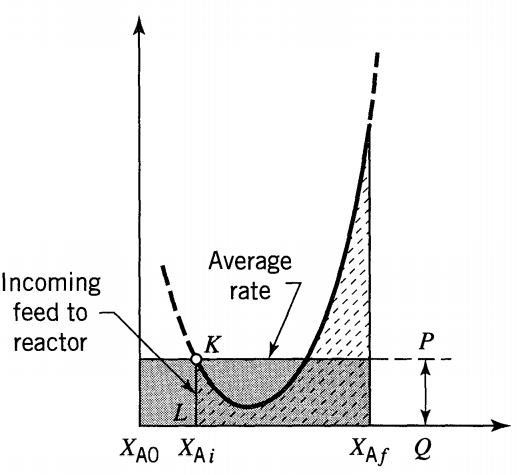 Average
rate
Incoming
feed to
reactor
K
P
L
X_A0 X_Ai X_Af Q